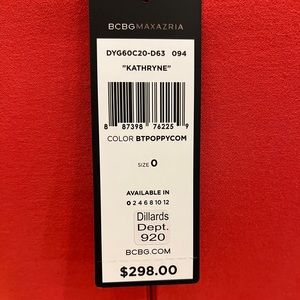 BCBGMAXAZRIA
DYG60C20-D63 094
"KATHRYNE"
8 87398 76225 9
COLOR BTPOPPYCOM
SIZE 0
AVAILABLE IN
0 2 4 6 8 10 12
Dillards
Dept.
920
BCBG.COM
$298.00